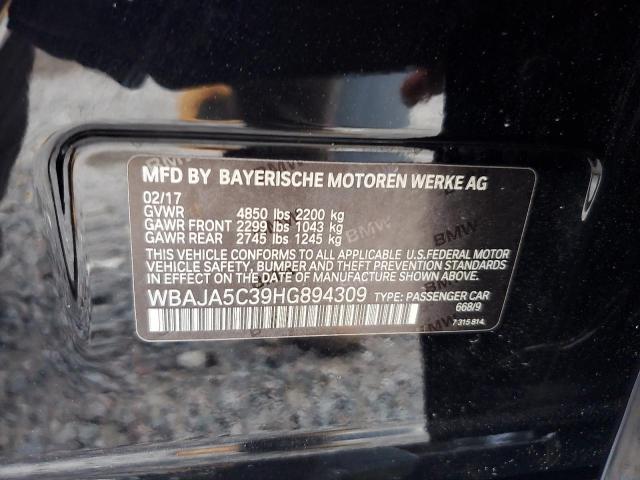 MFD BY BAYERISCHE MOTOREN WERKE AG
02/17
GVWR 4850 lbs 2200 kg
GAWR FRONT 2299 lbs 1043 kg
GAWR REAR 2745 lbs 1245 kg
THIS VEHICLE CONFORMS TO ALL APPLICABLE U.S.FEDERAL MOTOR
VEHICLE SAFETY, BUMPER, AND THEFT PREVENTION STANDARDS
IN EFFECT ON THE DATE OF MANUFACTURE SHOWN ABOVE.
WBAJA5C39HG894309 TYPE: PASSENGER CAR
668/9
7 315 814